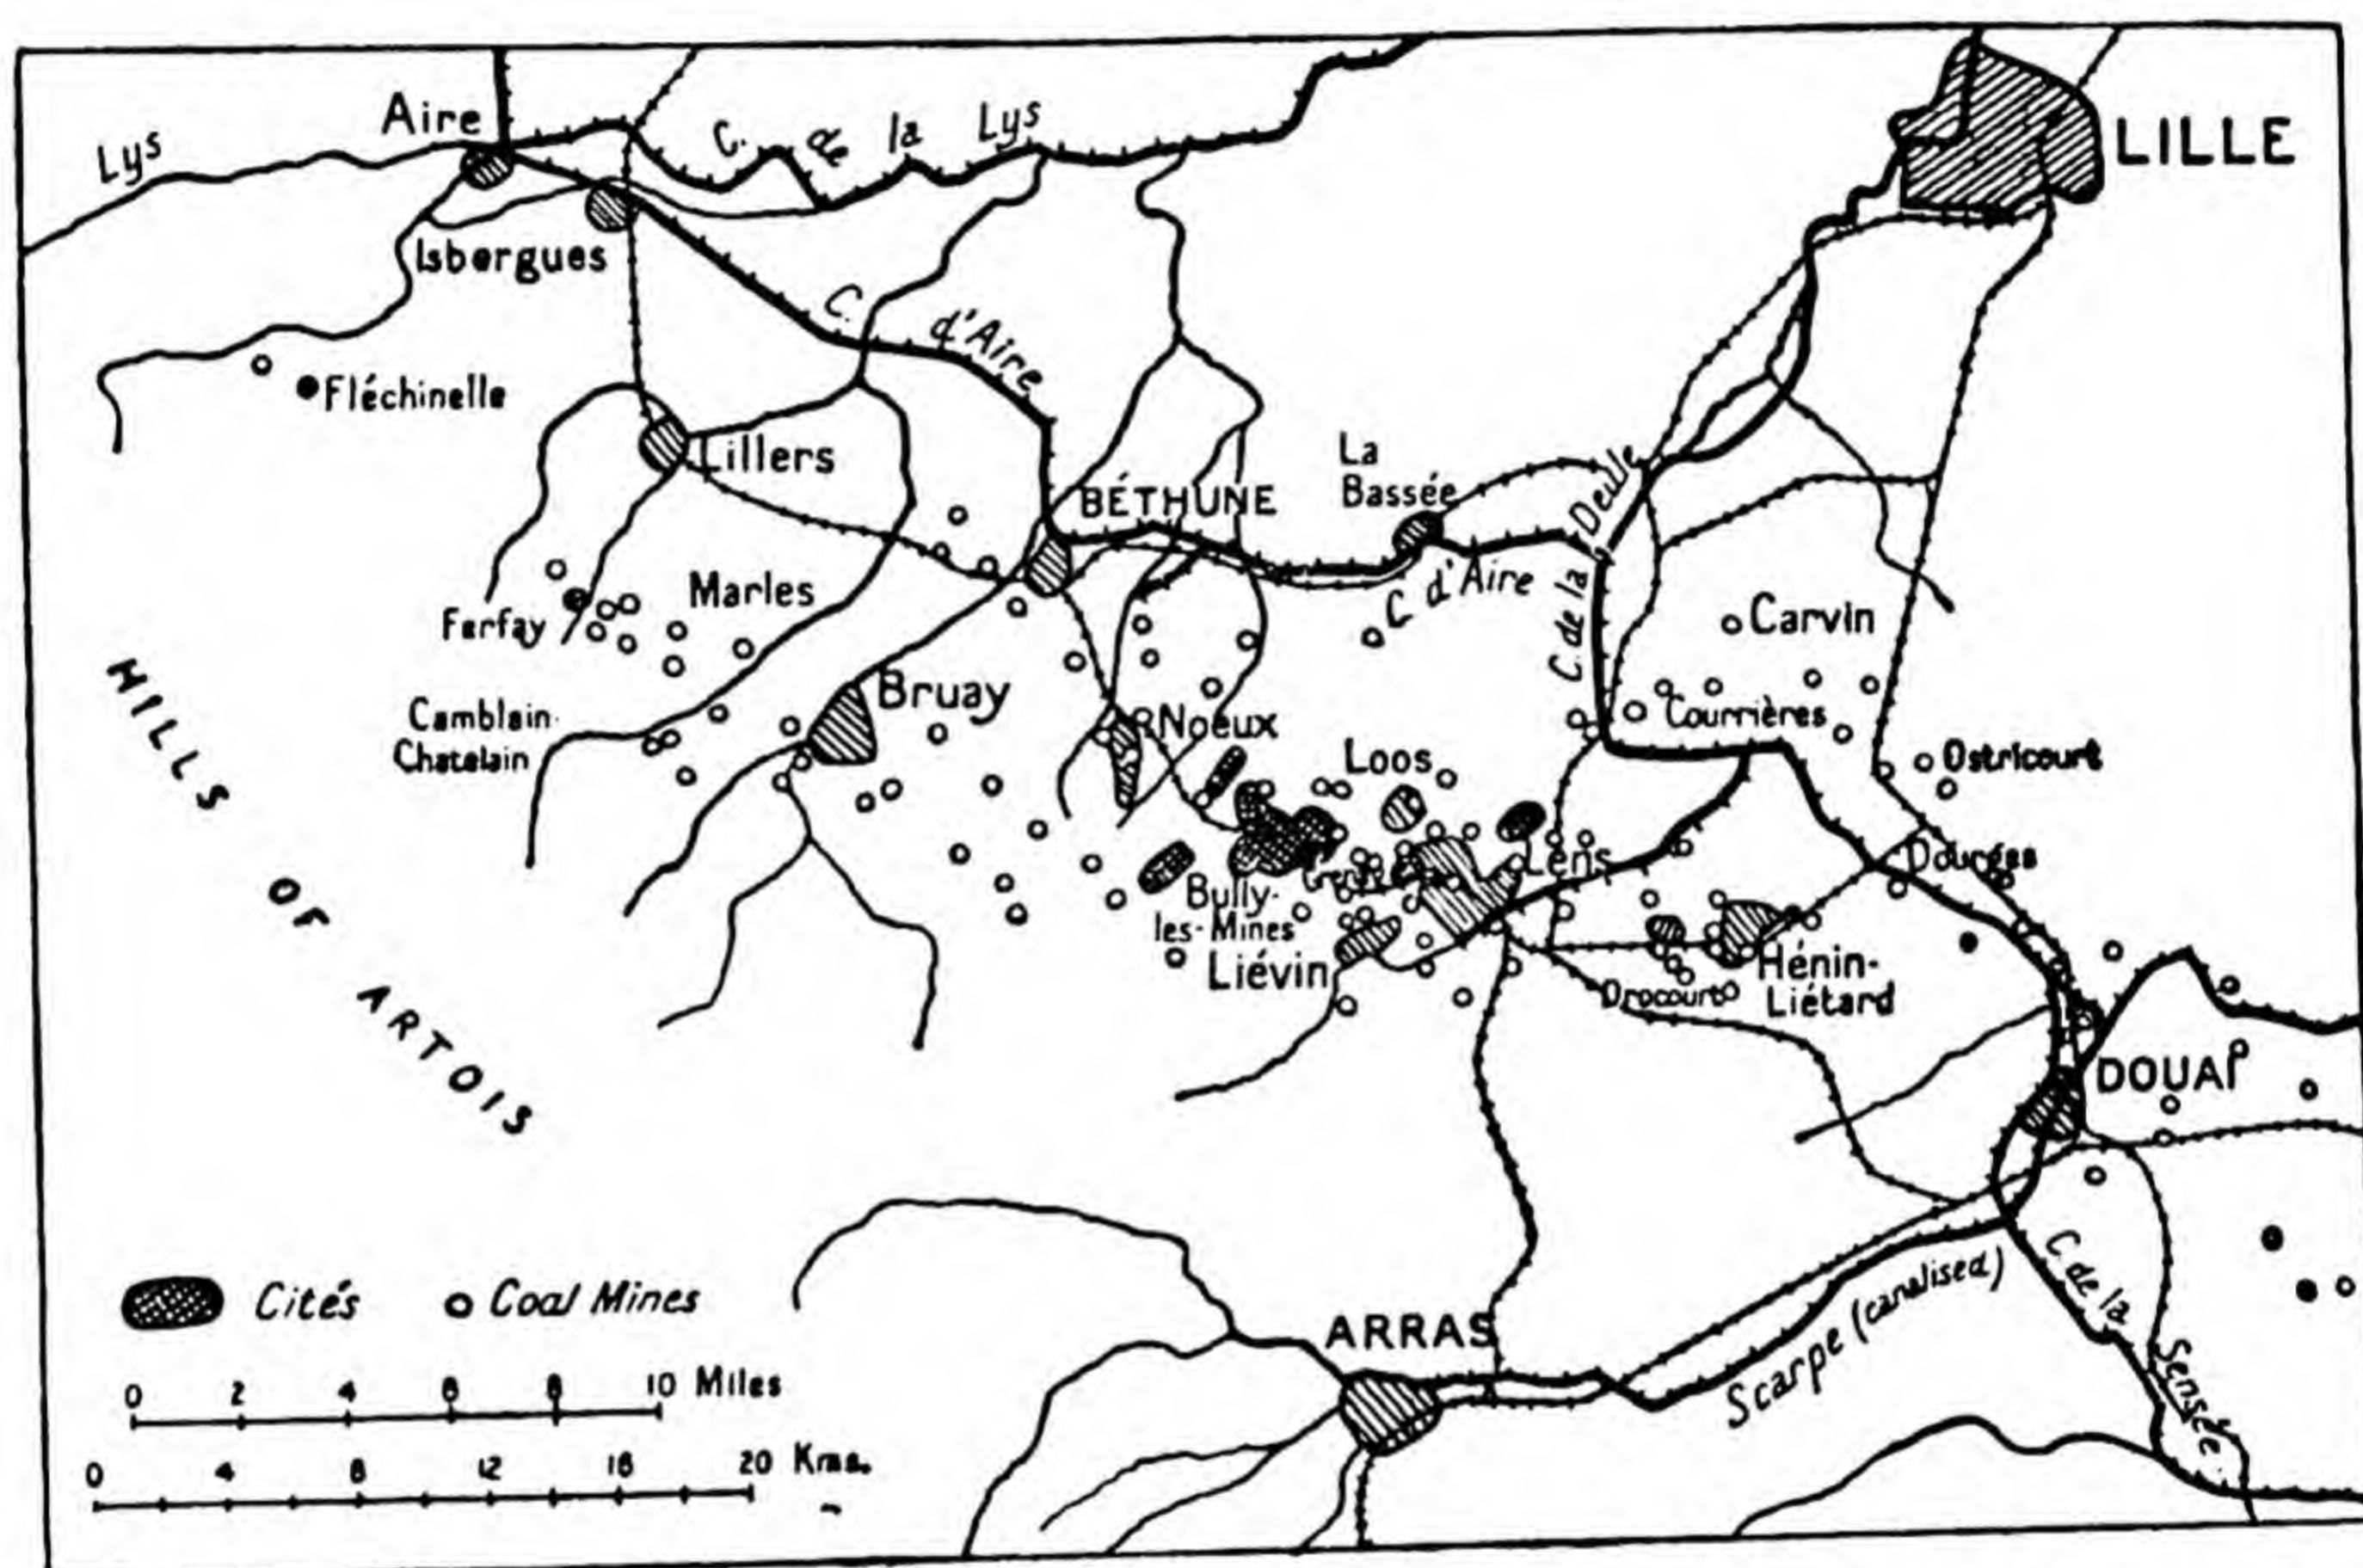 Lys
Aire
C. de la Lys
LILLE
Isbergues
C. d'Aire
Fléchinelle
Lillers
BÉTHUNE
La
Bassée
C. de la Deule
C. d'Aire
Marles
Ferfay
Carvin
Courrières
Camblain-
Chatelain
Bruay
Noeux
Loos
Ostricourt
HILLS OF ARTOIS
Lens
Dourges
Bully-
les-Mines
Liévin
Drocourt
Hénin-
Liétard
DOUAI
C. de la Sensée
Scarpe (canalised)
ARRAS
Cités
Coal Mines
0 2 4 6 8 10 Miles
0 4 8 12 16 20 Kms.